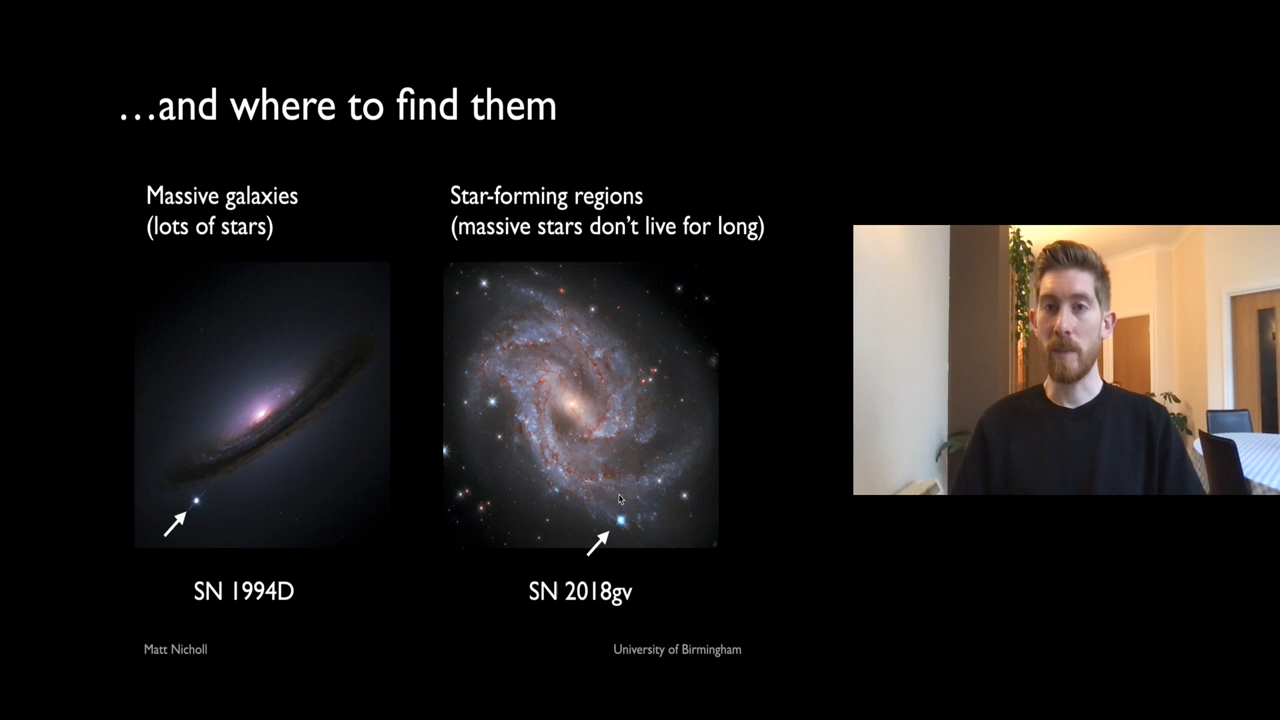 …and where to find them
Massive galaxies
(lots of stars)
Star-forming regions
(massive stars don’t live for long)
SN 1994D
SN 2018gv
Matt Nicholl
University of Birmingham